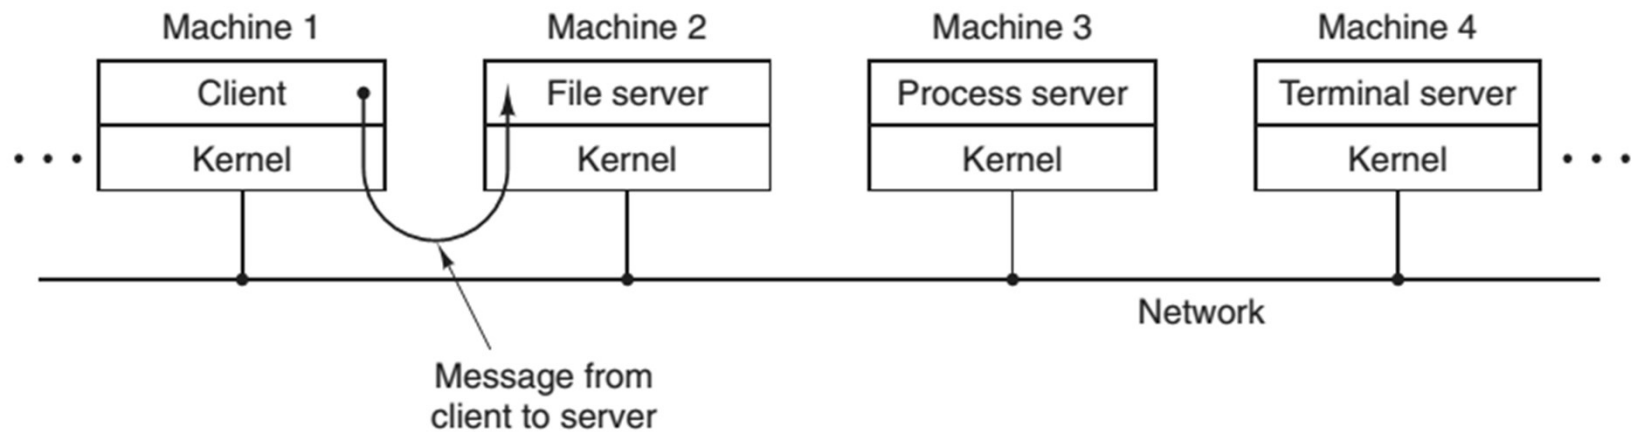 Machine 1
Machine 2
Machine 3
Machine 4
Client
File server
Process server
Terminal server
Kernel
Kernel
Kernel
Kernel
Network
Message from
client to server